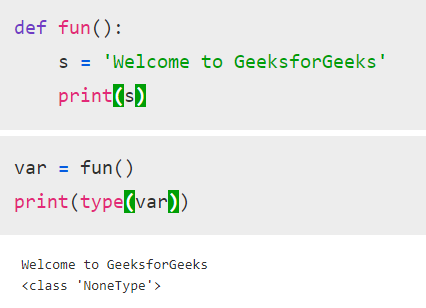 def fun():
    s = 'Welcome to GeeksforGeeks'
    print(s)
var = fun()
print(type(var))
Welcome to GeeksforGeeks
<class 'NoneType'>